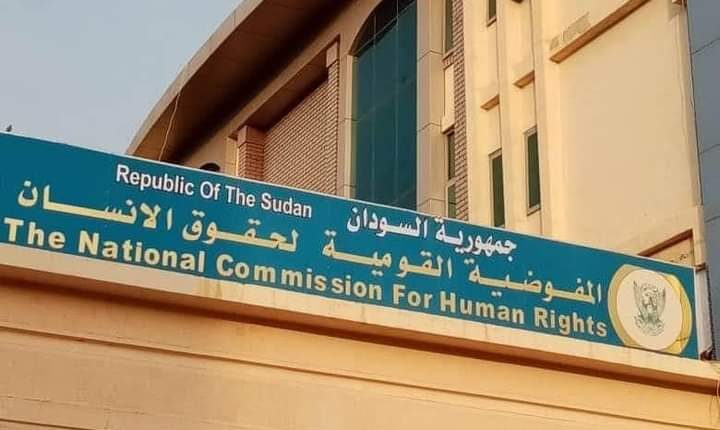 Republic Of The Sudan جمهورية السودان
المفوضية القومية لحقوق الانسان
The National Commission For Human Rights